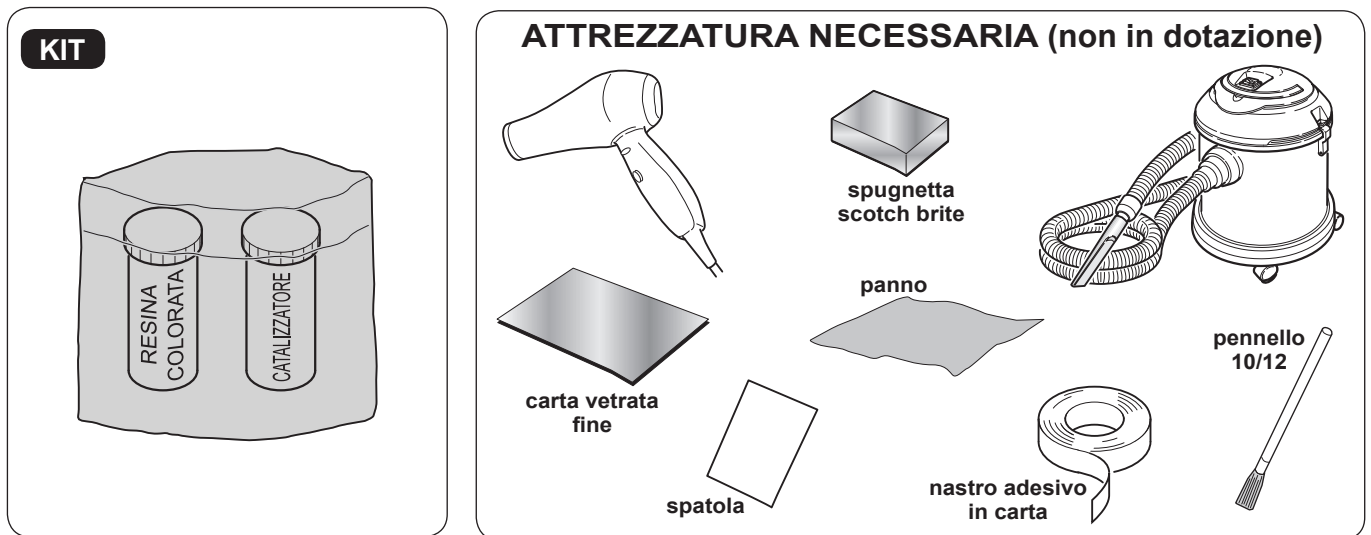 KIT
RESINA
COLORATA
CATALIZZATORE
ATTREZZATURA NECESSARIA (non in dotazione)
spugnetta
scotch brite
panno
pennello
10/12
carta vetrata
fine
spatola
nastro adesivo
in carta